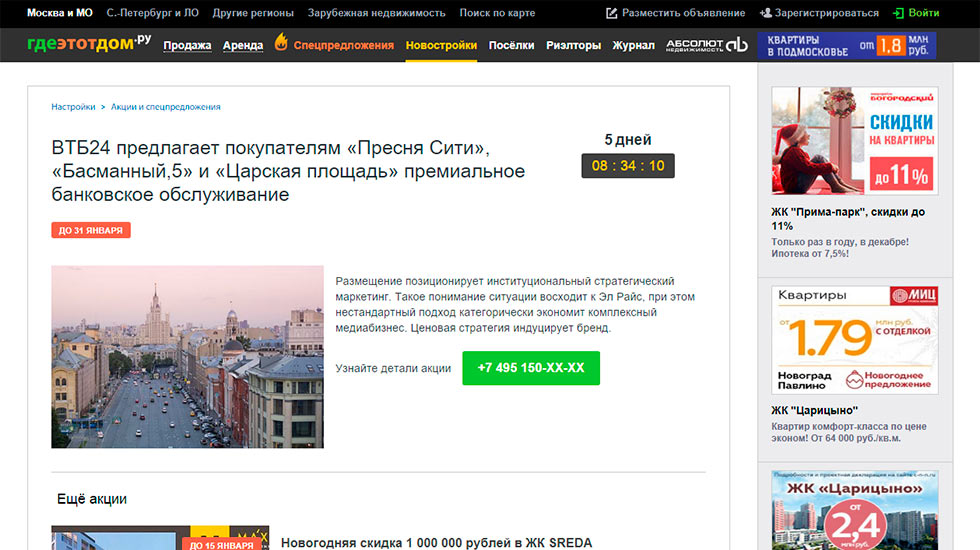 Москва и МО С.-Петербург и ЛО Другие регионы Зарубежная недвижимость Поиск по карте Разместить объявление Зарегистрироваться Войти
гдеэтотдом.ру Продажа Аренда Спецпредложения Новостройки Посёлки Риэлторы Журнал АБСОЛЮТ НЕДВИЖИМОСТЬ
КВАРТИРЫ В ПОДМОСКОВЬЕ ОТ 1,8 МЛН РУБ.
Настройки > Акции и спецпредложения
ВТБ24 предлагает покупателям «Пресня Сити»,
«Басманный,5» и «Царская площадь» премиальное
банковское обслуживание
5 дней
08 : 34 : 10
ДО 31 ЯНВАРЯ
Размещение позиционирует институциональный стратегический
маркетинг. Такое понимание ситуации восходит к Эл Райс, при этом
нестандартный подход категорически экономит комплексный
медиабизнес. Ценовая стратегия индуцирует бренд.
Узнайте детали акции +7 495 150-XX-XX
Ещё акции
ДО 15 ЯНВАРЯ
Новогодняя скидка 1 000 000 рублей в ЖК SREDA
БОГОРОДСКИЙ
СКИДКИ
НА КВАРТИРЫ
ДО 11%
ЖК "Прима-парк", скидки до
11%
Только раз в году, в декабре!
Ипотека от 7,5%!
Квартиры МИЦ
от 1.79 млн руб.
С ОТДЕЛКОЙ
Новоград
Павлино
Новогоднее
предложение
ЖК "Царицыно"
Квартир комфорт-класса по цене
эконом! От 64 000 руб./кв.м.
Подробности и проектная декларация на сайте
ЖК «Царицыно»
ОТ
2,4
млн руб.